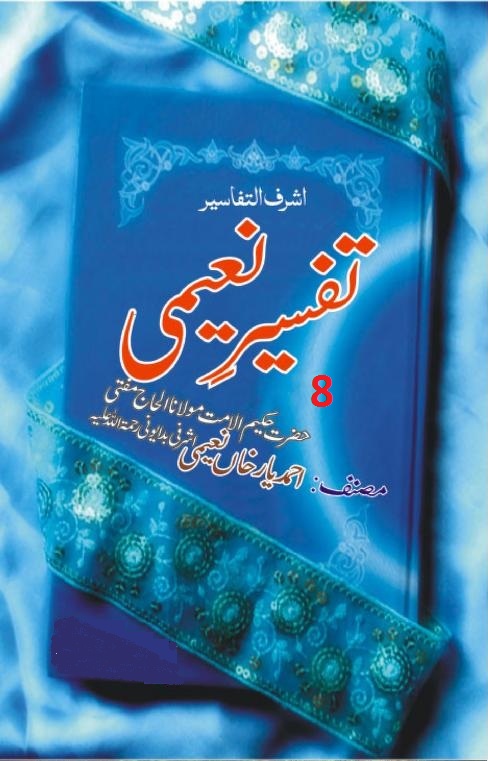 اشرف التفاسیر
تفسیرِ نعیمی
8
حضرت حکیم الامت مولانا الحاج مفتی
مصنف: احمد یار خاں نعیمی اشرفی بدایونی رحمۃ اللہ علیہ